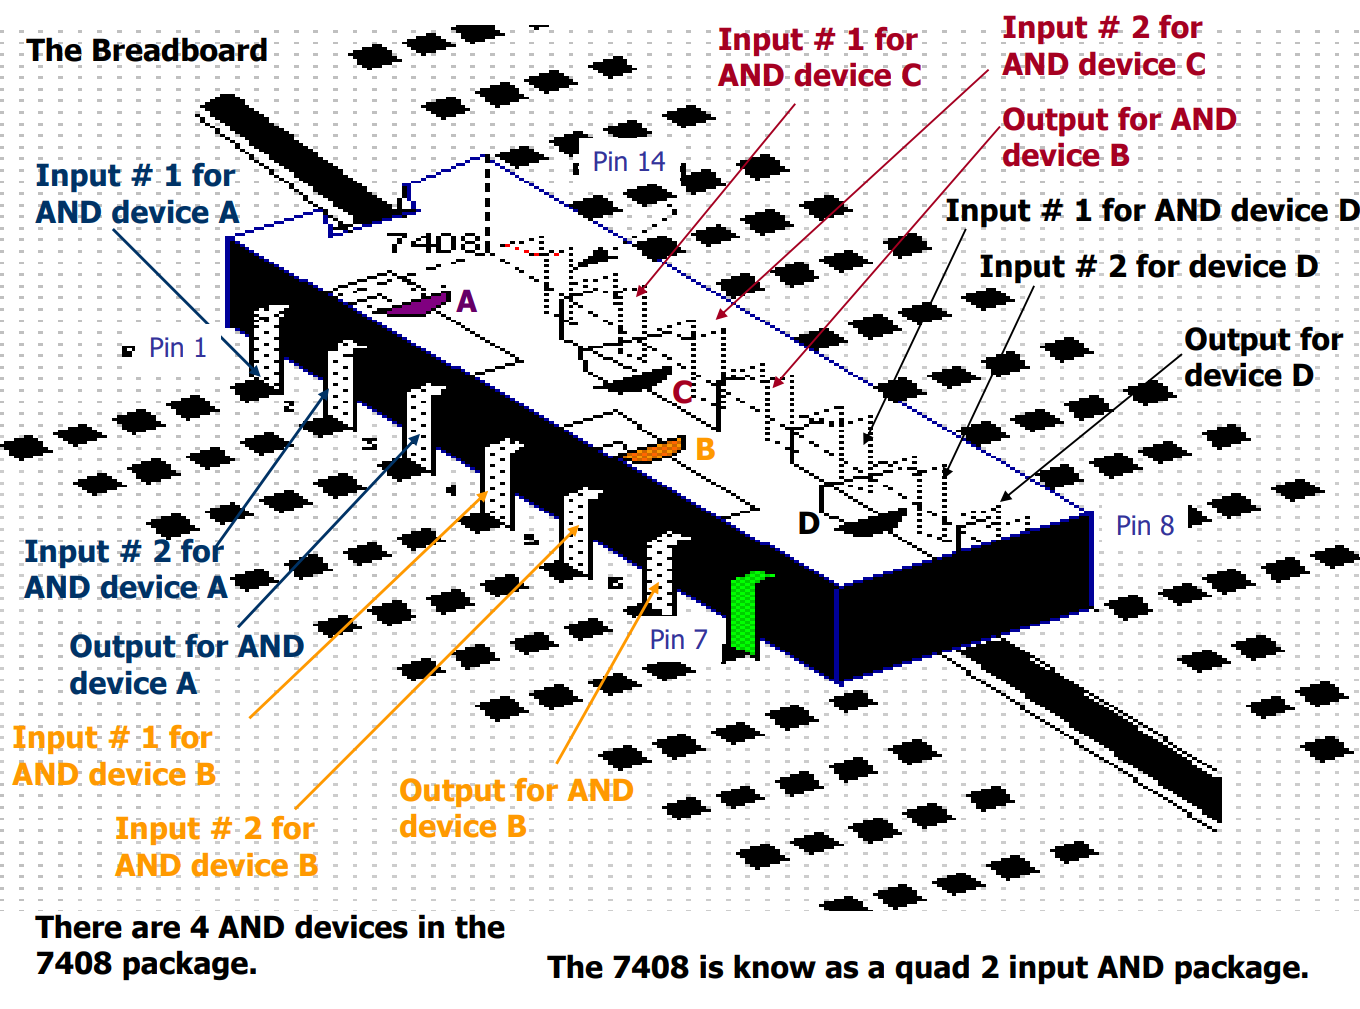 The Breadboard
Input # 1 for
AND device C
Input # 2 for
AND device C
Output for AND
device B
Pin 14
Input # 1 for
AND device A
Input # 1 for AND device D
7408
Input # 2 for device D
A
Pin 1
Output for
device D
C
B
D
Pin 8
Input # 2 for
AND device A
Pin 7
Output for AND
device A
Input # 1 for
AND device B
Output for AND
device B
Input # 2 for
AND device B
There are 4 AND devices in the
7408 package.
The 7408 is know as a quad 2 input AND package.